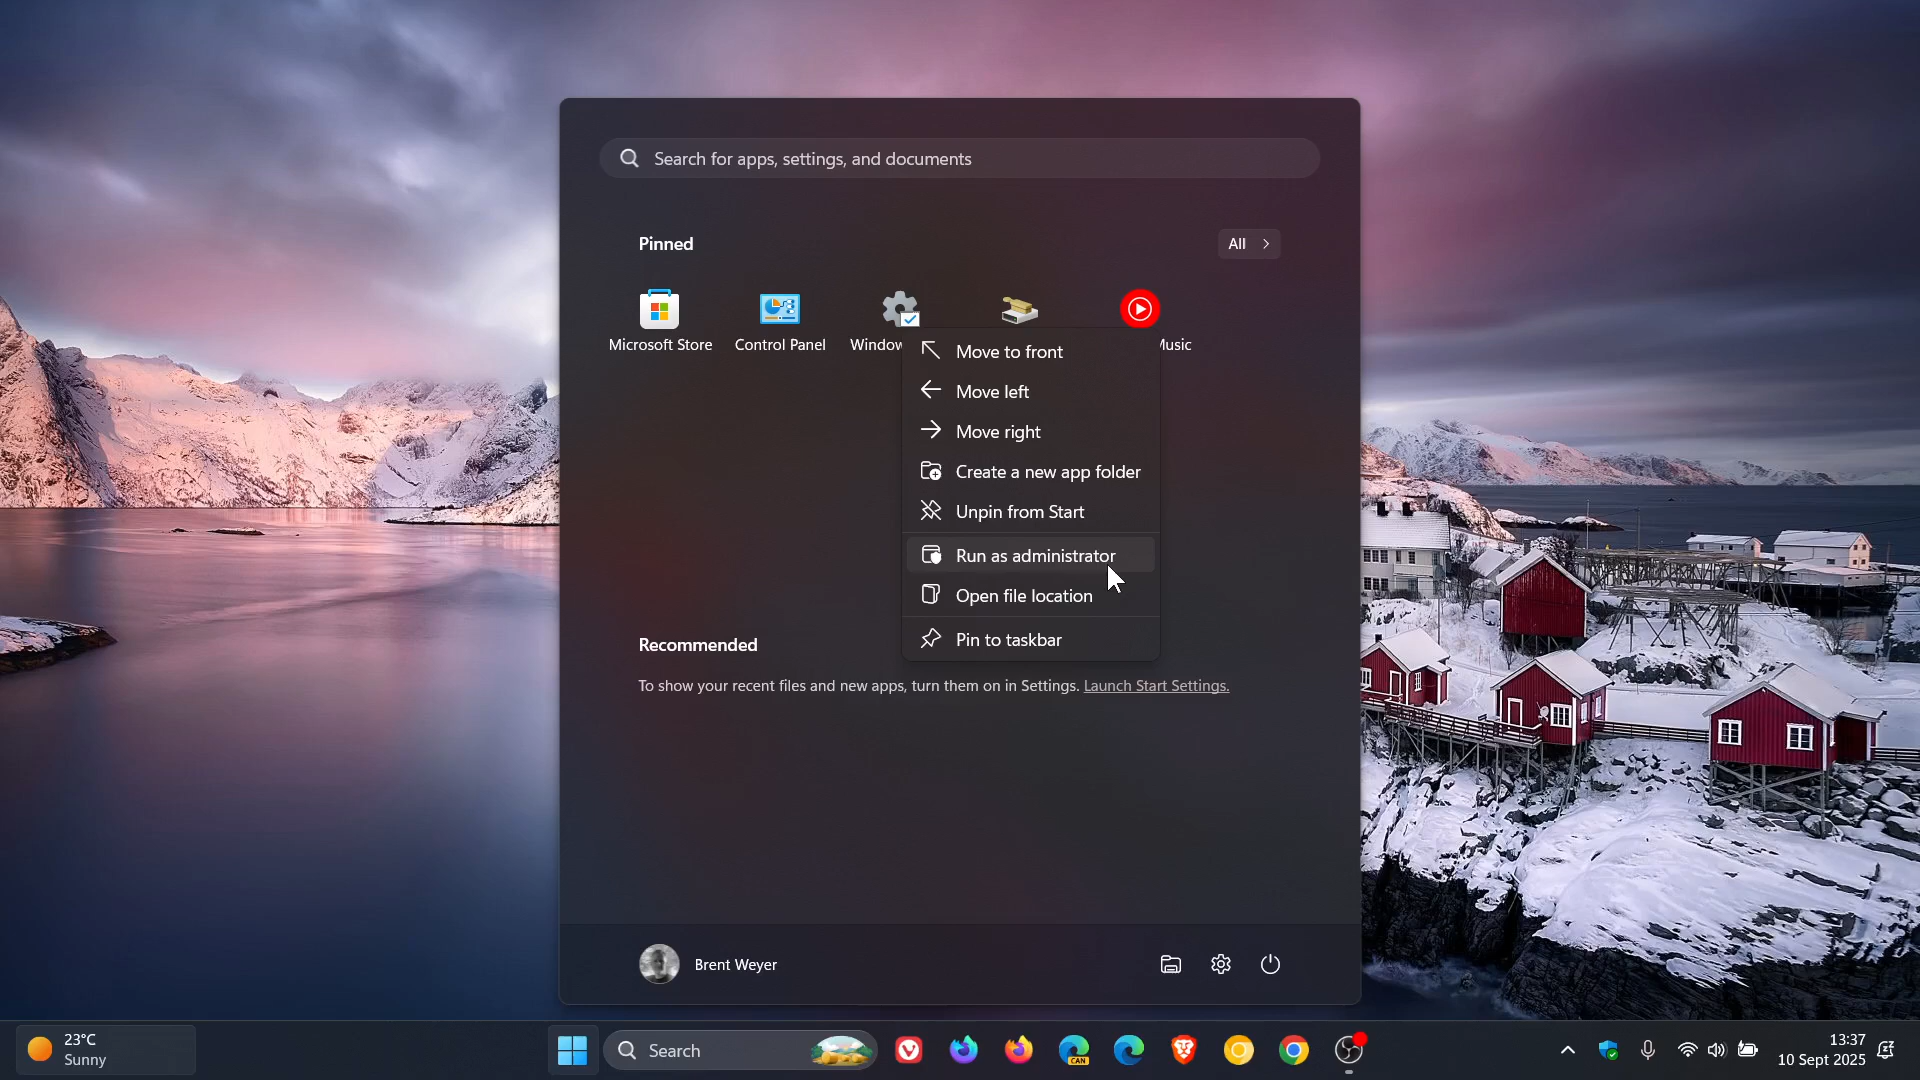 Search for apps, settings, and documents
Pinned
All
Microsoft Store
Control Panel
Window
Music
Move to front
Move left
Move right
Create a new app folder
Unpin from Start
Run as administrator
Open file location
Pin to taskbar
Recommended
To show your recent files and new apps, turn them on in Settings. Launch Start Settings.
Brent Weyer
23°C
Sunny
Search
CAN
13:37
10 Sept 2025